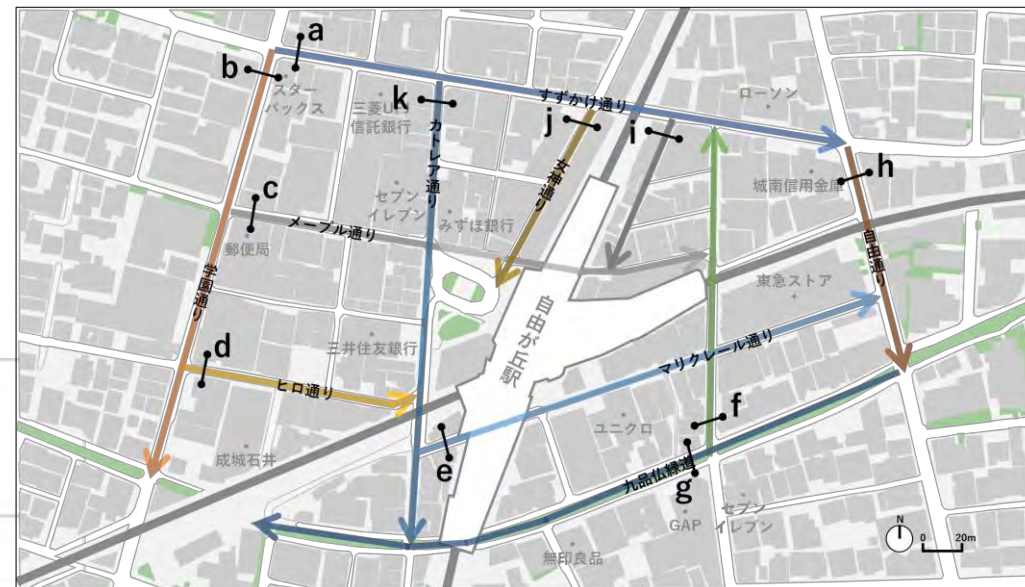 a
b
スター
バックス
三菱UFJ
信託銀行
k
カトレア通り
すずかけ通り
j
i
ローソン
女神通り
城南信用金庫
h
自由通り
c
郵便局
メープル通り
セブン
イレブン
みずほ銀行
学園通り
自由が丘駅
東急ストア
三井住友銀行
マリクレール通り
d
ヒロ通り
成城石井
e
ユニクロ
f
g
九品仏緑道
GAP
セブン
イレブン
無印良品
N
0 20m